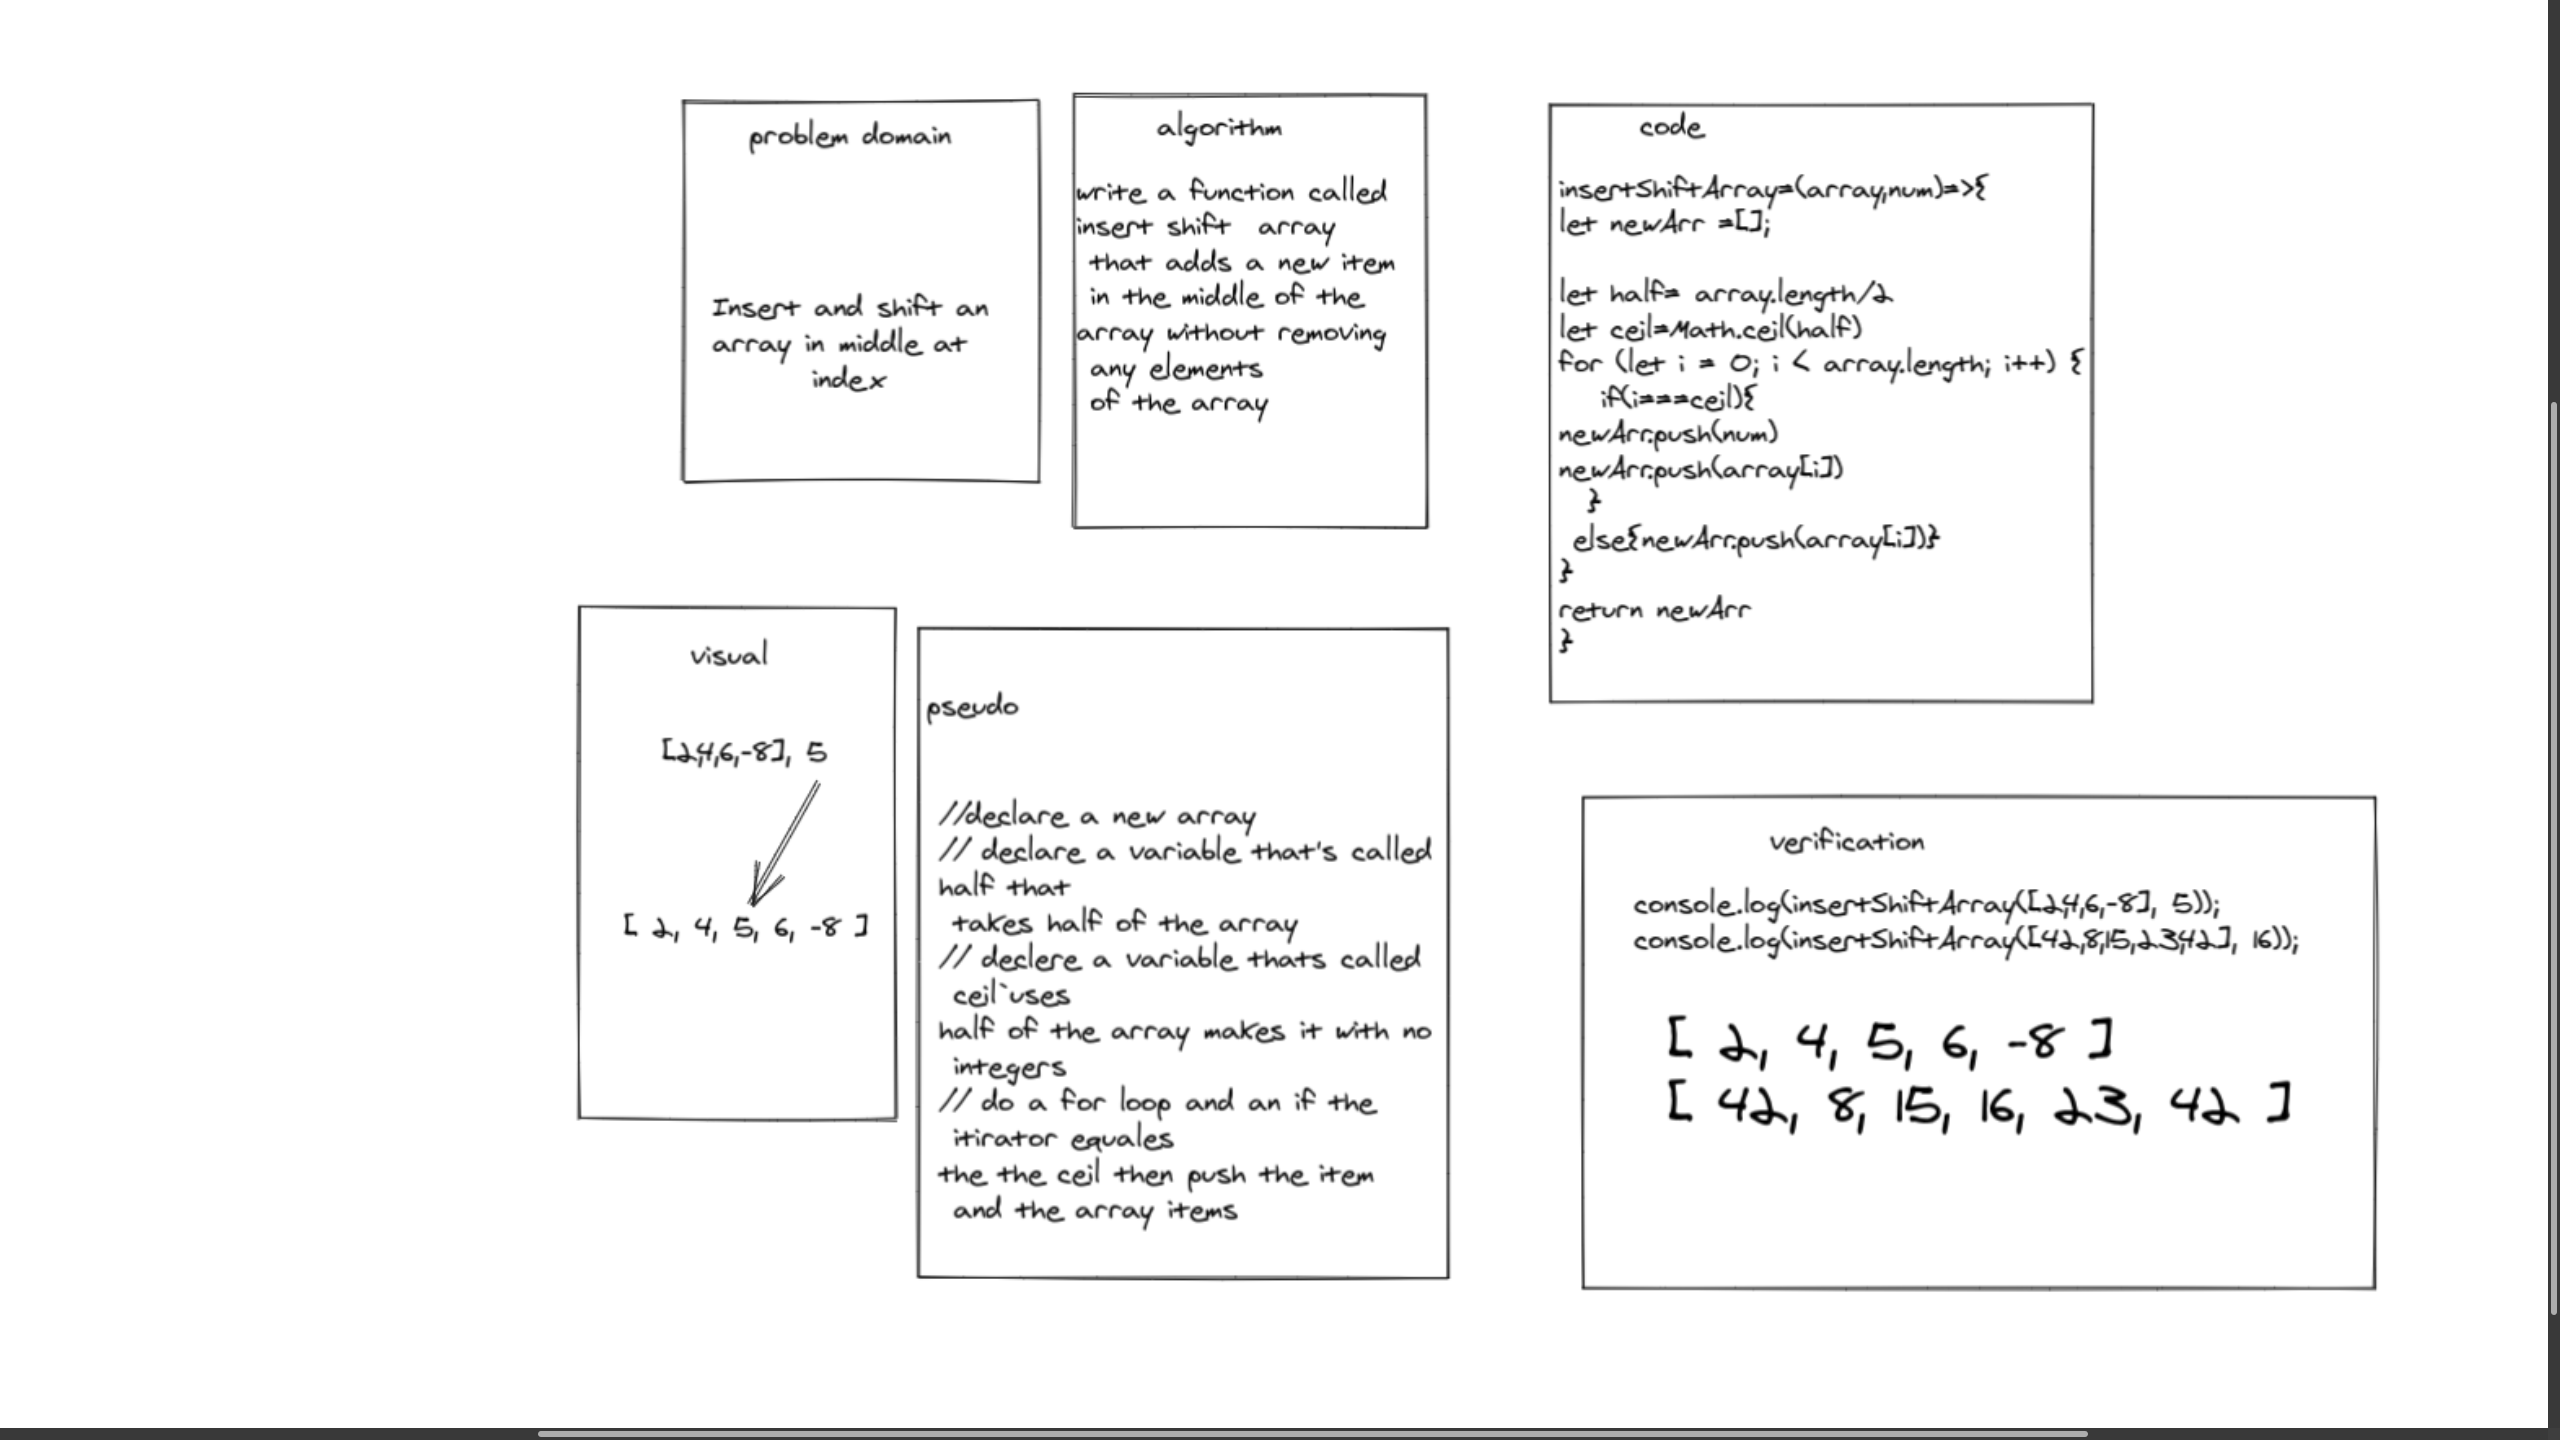 problem domain
Insert and shift an
array in middle at
index
algorithm
write a function called
insert shift array
that adds a new item
in the middle of the
array without removing
any elements
of the array
code
insertShiftArray=(array,num)=>{
let newArr =[];
let half= array.length/2
let ceil=Math.ceil(half)
for (let i = 0; i < array.length; i++) {
if(i===ceil){
newArr.push(num)
newArr.push(array[i])
}
else{newArr.push(array[i])}
}
return newArr
}
visual
[2,4,6,-8], 5
[ 2, 4, 5, 6, -8 ]
pseudo
//declare a new array
// declare a variable that's called
half that
takes half of the array
// declere a variable thats called
ceil`uses
half of the array makes it with no
integers
// do a for loop and an if the
itirator equales
the the ceil then push the item
and the array items
verification
console.log(insertShiftArray([2,4,6,-8], 5));
console.log(insertShiftArray([42,8,15,23,42], 16));
[ 2, 4, 5, 6, -8 ]
[ 42, 8, 15, 16, 23, 42 ]